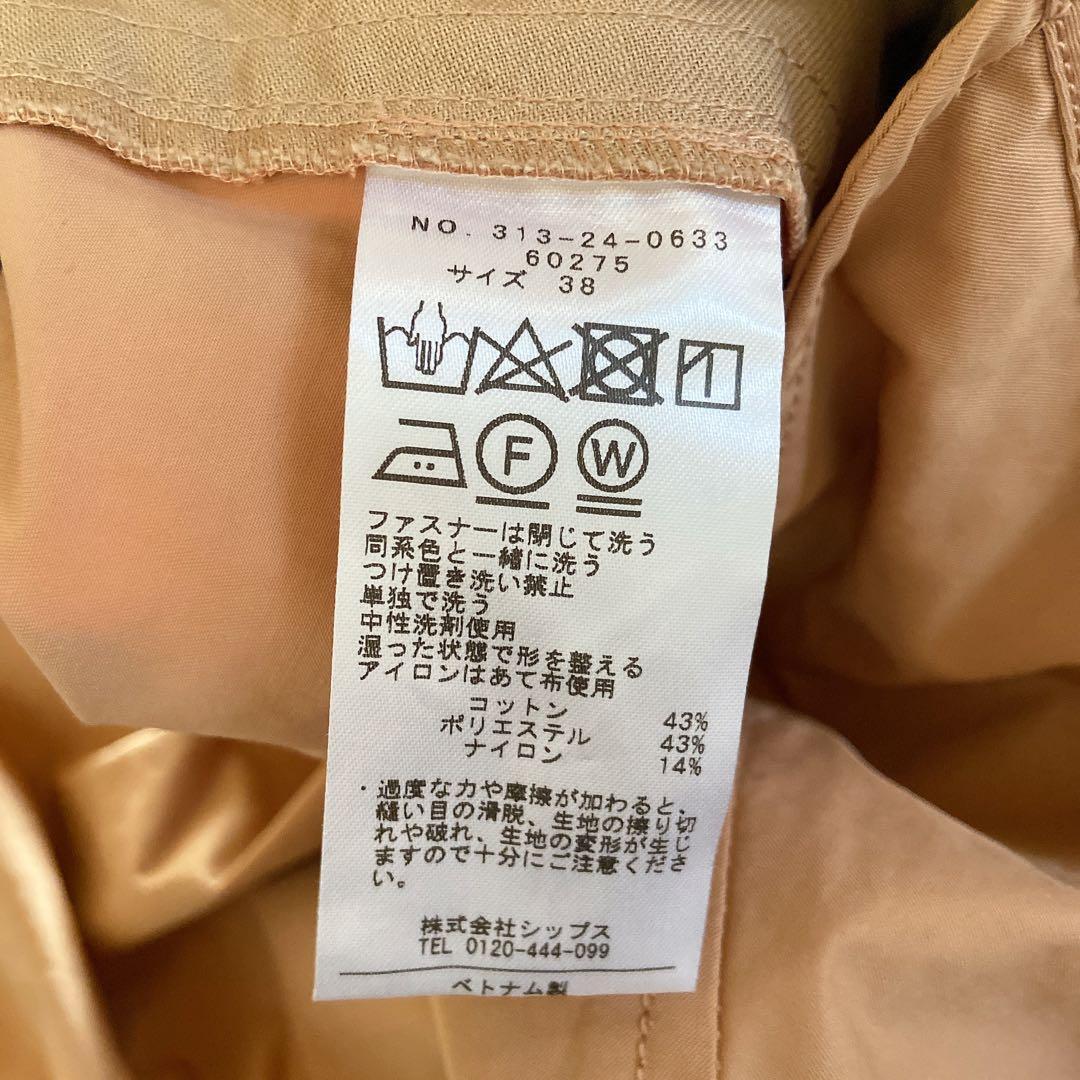 NO. 313-24-0633
60275
サイズ 38
F W
ファスナーは閉じて洗う
同系色と一緒に洗う
つけ置き洗い禁止
単独で洗う
中性洗剤使用
湿った状態で形を整える
アイロンはあて布使用
コットン 43%
ポリエステル 43%
ナイロン 14%
・過度な力や摩擦が加わると、
縫い目の滑脱、生地の擦り切
れや破れ、生地の変形が生じ
ますので十分にご注意くださ
い。
株式会社シップス
TEL 0120-444-099
ベトナム製